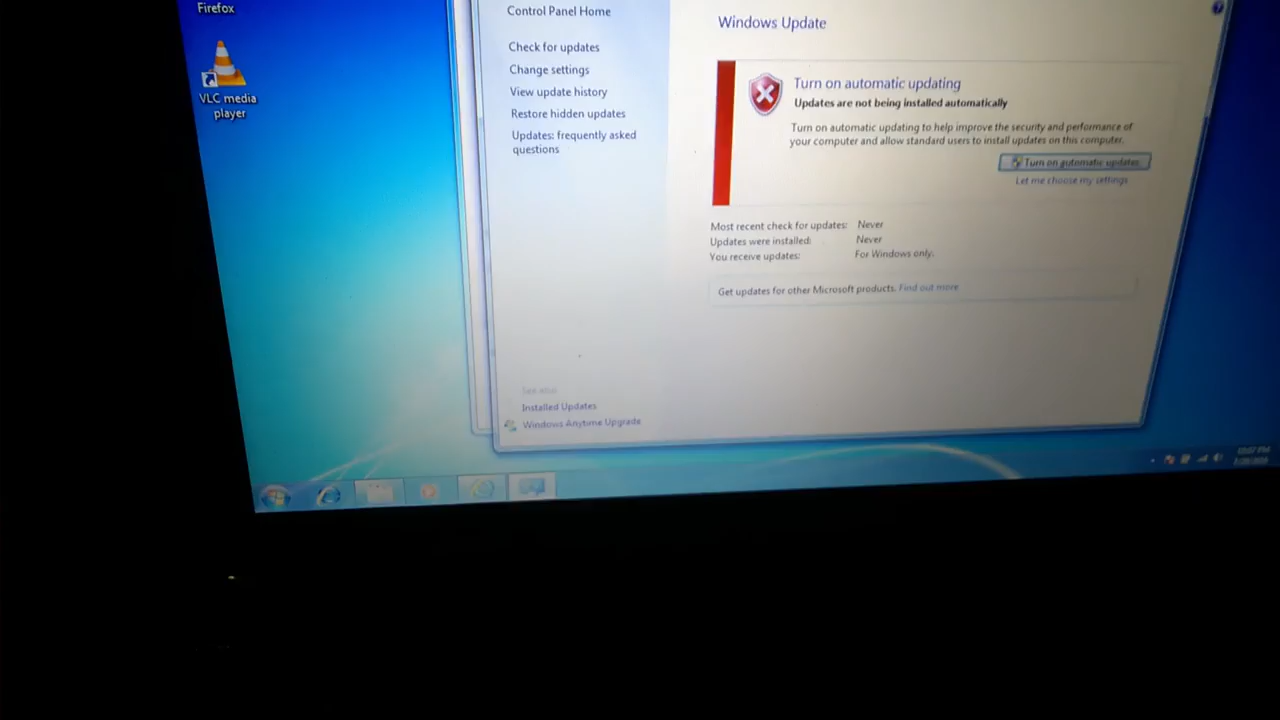 Firefox
VLC media
player
Control Panel Home
Check for updates
Change settings
View update history
Restore hidden updates
Updates: frequently asked
questions
See also
Installed Updates
Windows Anytime Upgrade
Windows Update
Turn on automatic updating
Updates are not being installed automatically
Turn on automatic updating to help improve the security and performance of
your computer and allow standard users to install updates on this computer.
Turn on automatic updates
Let me choose my settings
Most recent check for updates: Never
Updates were installed: Never
You receive updates: For Windows only.
Get updates for other Microsoft products. Find out more